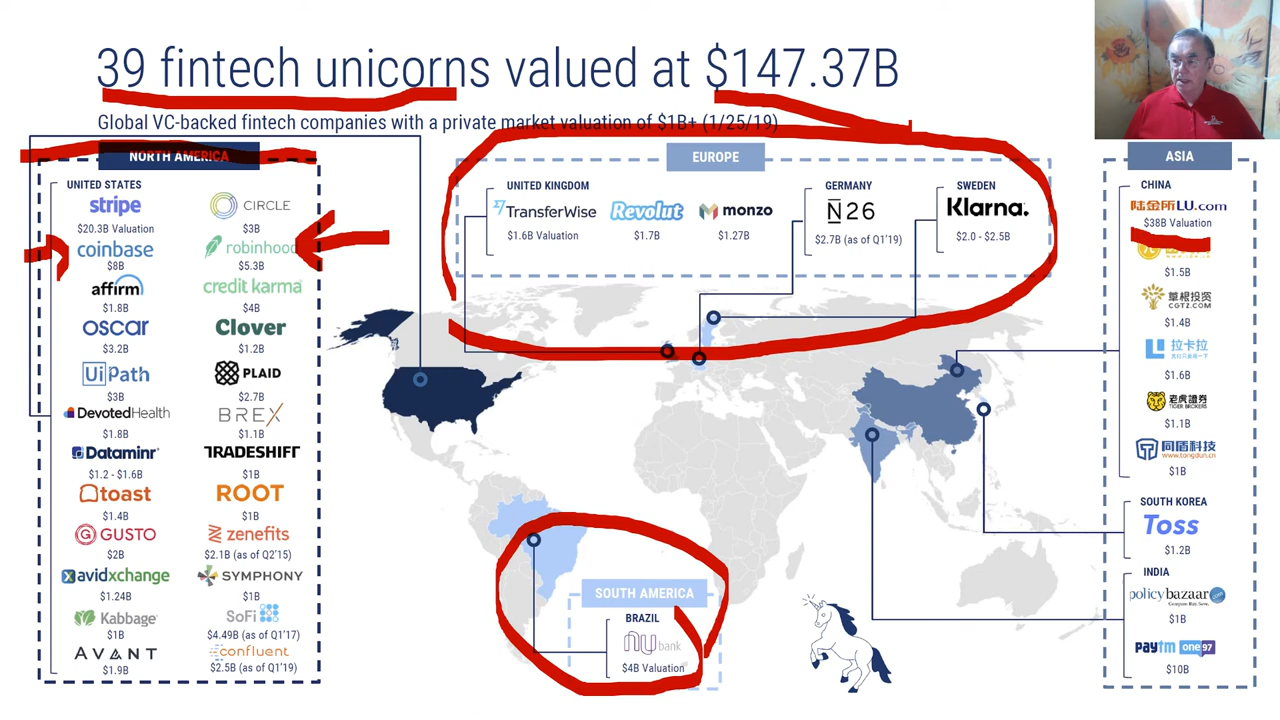 39 fintech unicorns valued at $147.37B
Global VC-backed fintech companies with a private market valuation of $1B+ (1/25/19)
NORTH AMERICA
UNITED STATES
stripe
$20.3B Valuation
CIRCLE
$3B
coinbase
$8B
robinhood
$5.3B
affirm
$1.8B
credit karma
$4B
oscar
$3.2B
Clover
$1.2B
UiPath
$3B
PLAID
$2.7B
DevotedHealth
$1.8B
BREX
$1.1B
Dataminr
$1.2 - $1.6B
TRADESHIFT
$1B
toast
$1.4B
ROOT
$1B
GUSTO
$2B
zenefits
$2.1B (as of Q2'15)
avidxchange
$1.24B
SYMPHONY
$1B
Kabbage
$1B
SoFi
$4.49B (as of Q1'17)
AVANT
$1.9B
confluent
$2.5B (as of Q1'19)
EUROPE
UNITED KINGDOM
TransferWise
$1.6B Valuation
Revolut
$1.7B
monzo
$1.27B
GERMANY
N26
$2.7B (as of Q1'19)
SWEDEN
Klarna.
$2.0 - $2.5B
SOUTH AMERICA
BRAZIL
nu bank
$4B Valuation
ASIA
CHINA
陆金所LU.com
$38B Valuation
$1.5B
草根投资
CGTZ.COM
$1.4B
拉卡拉
$1.6B
老虎證券
TIGER BROKERS
$1.1B
同盾科技
www.tongdun.cn
$1B
SOUTH KOREA
Toss
$1.2B
INDIA
policybazaar
$1B
paytm one97
$10B